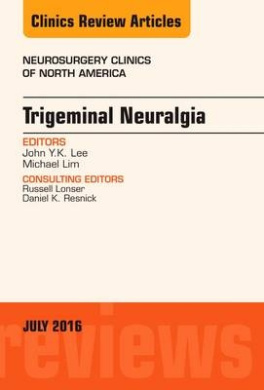 Clinics Review Articles
NEUROSURGERY CLINICS
OF NORTH AMERICA
Trigeminal Neuralgia
EDITORS
John Y.K. Lee
Michael Lim
CONSULTING EDITORS
Russell Lonser
Daniel K. Resnick
JULY 2016
reviews